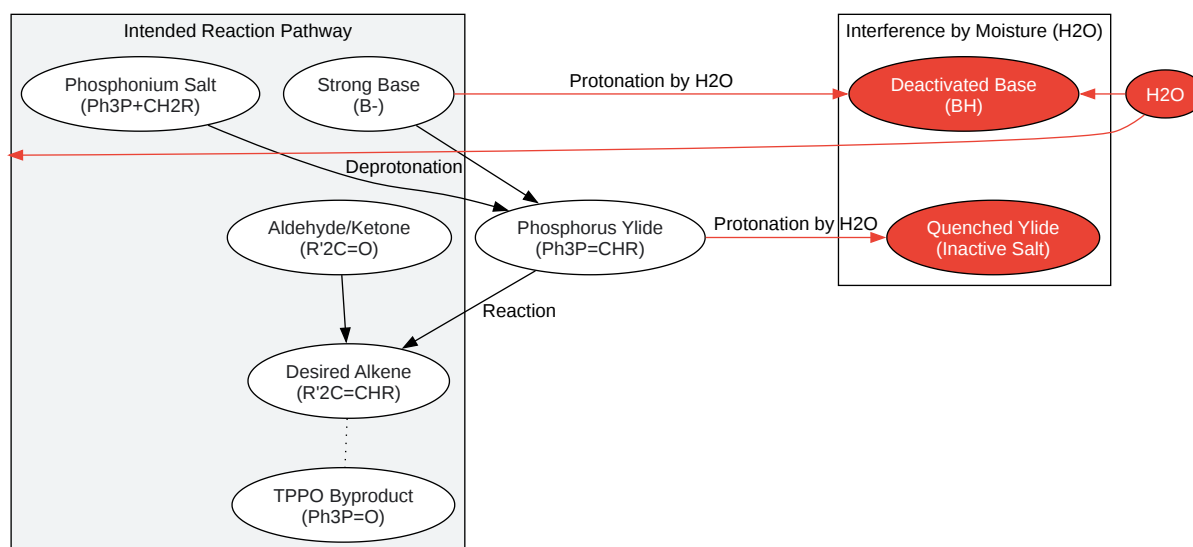 Intended Reaction Pathway
Interference by Moisture (H2O)
Phosphonium Salt
(Ph3P+CH2R)
Strong Base
(B-)
Protonation by H2O
Deactivated Base
(BH)
H2O
Deprotonation
Aldehyde/Ketone
(R'2C=O)
Phosphorus Ylide
(Ph3P=CHR)
Protonation by H2O
Quenched Ylide
(Inactive Salt)
Reaction
Desired Alkene
(R'2C=CHR)
TPPO Byproduct
(Ph3P=O)